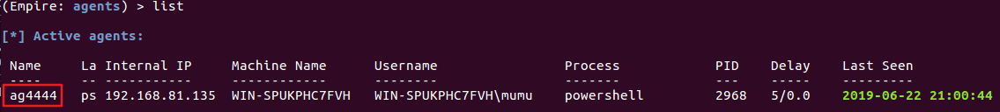 (Empire: agents) > list
[*] Active agents:
Name La Internal IP Machine Name Username Process PID Delay Last Seen
---- -- ----------- ------------ -------- ------- --- ----- ---------
ag4444 ps 192.168.81.135 WIN-SPUKPHC7FVH WIN-SPUKPHC7FVH\mumu powershell 2968 5/0.0 2019-06-22 21:00:44